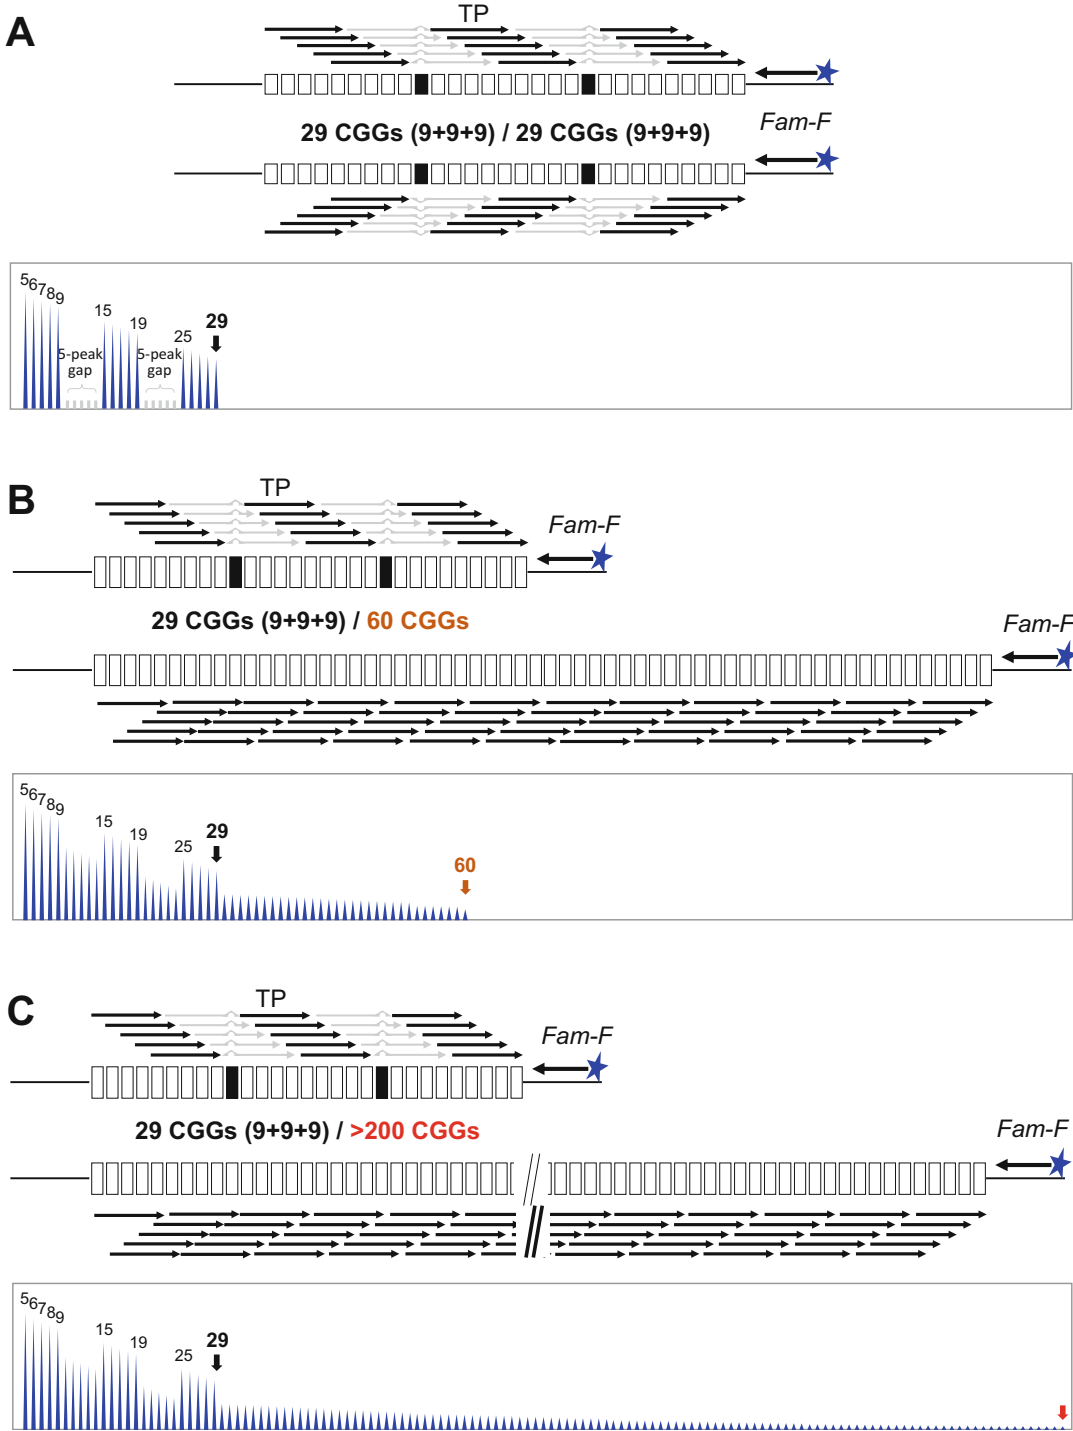 A
TP
29 CGGs (9+9+9) / 29 CGGs (9+9+9)
Fam-F
5 6 7 8 9
15
19
25
29
5-peak gap
5-peak gap
B
TP
Fam-F
29 CGGs (9+9+9) / 60 CGGs
Fam-F
5 6 7 8 9
15
19
25
29
60
C
TP
Fam-F
29 CGGs (9+9+9) / >200 CGGs
Fam-F
5 6 7 8 9
15
19
25
29